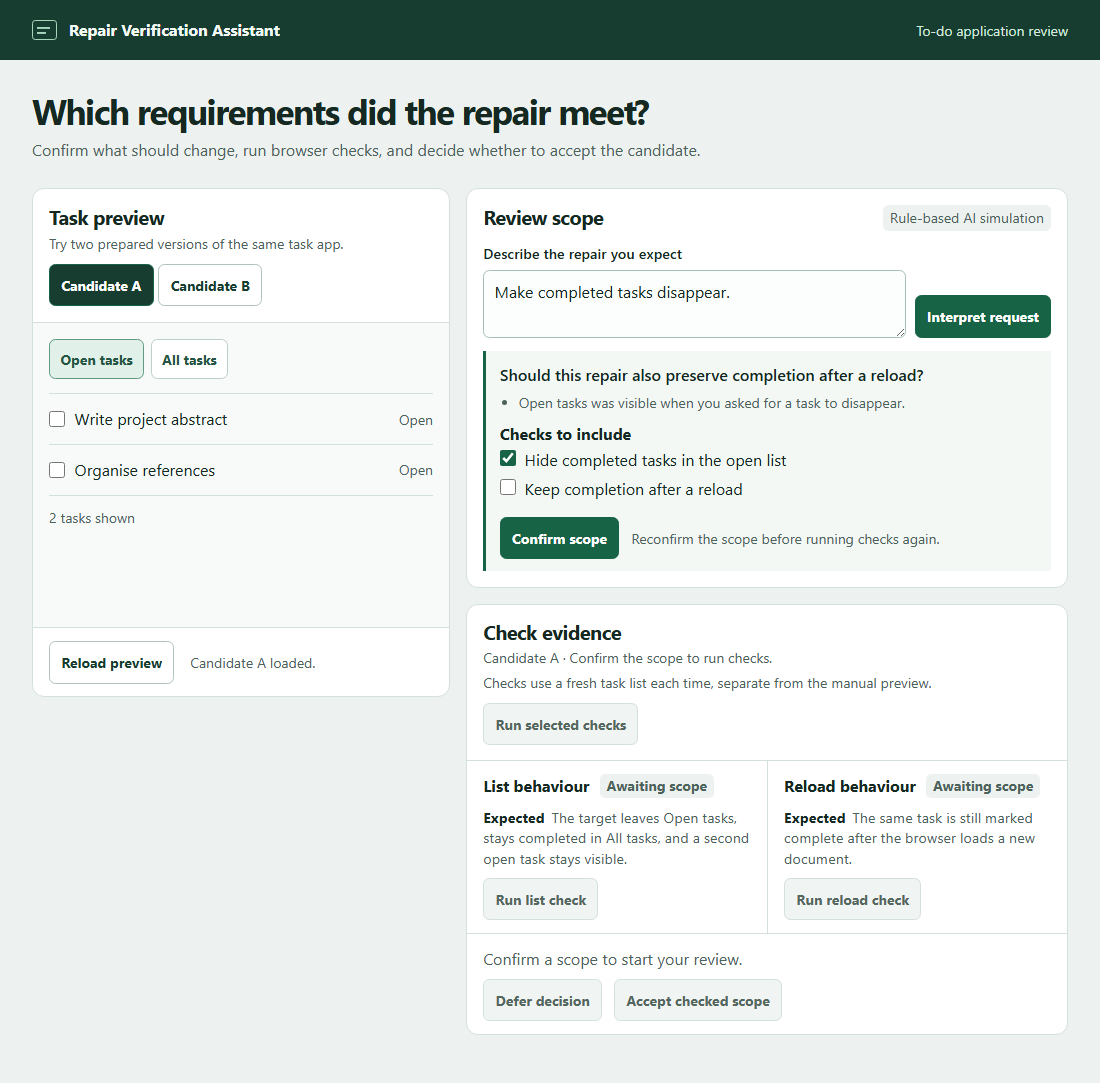 Repair Verification Assistant
To-do application review
Which requirements did the repair meet?
Confirm what should change, run browser checks, and decide whether to accept the candidate.
Task preview
Try two prepared versions of the same task app.
Candidate A
Candidate B
Open tasks
All tasks
Write project abstract
Open
Organise references
Open
2 tasks shown
Reload preview
Candidate A loaded.
Review scope
Rule-based AI simulation
Describe the repair you expect
Make completed tasks disappear.
Interpret request
Should this repair also preserve completion after a reload?
Open tasks was visible when you asked for a task to disappear.
Checks to include
Hide completed tasks in the open list
Keep completion after a reload
Confirm scope
Reconfirm the scope before running checks again.
Check evidence
Candidate A · Confirm the scope to run checks.
Checks use a fresh task list each time, separate from the manual preview.
Run selected checks
List behaviour
Awaiting scope
Expected The target leaves Open tasks,
stays completed in All tasks, and a second
open task stays visible.
Run list check
Reload behaviour
Awaiting scope
Expected The same task is still marked
complete after the browser loads a new
document.
Run reload check
Confirm a scope to start your review.
Defer decision
Accept checked scope